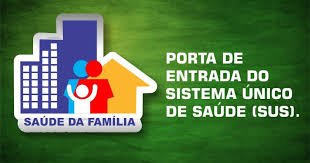 SAÚDE DA FAMÍLIA
PORTA DE
ENTRADA DO
SISTEMA ÚNICO
DE SAÚDE (SUS).